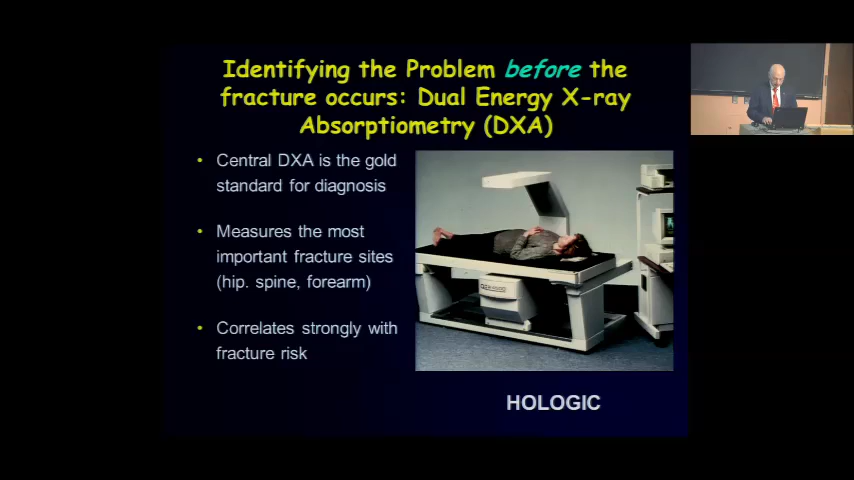 Identifying the Problem before the
fracture occurs: Dual Energy X-ray
Absorptiometry (DXA)
• Central DXA is the gold
standard for diagnosis
• Measures the most
important fracture sites
(hip. spine, forearm)
• Correlates strongly with
fracture risk
HOLOGIC